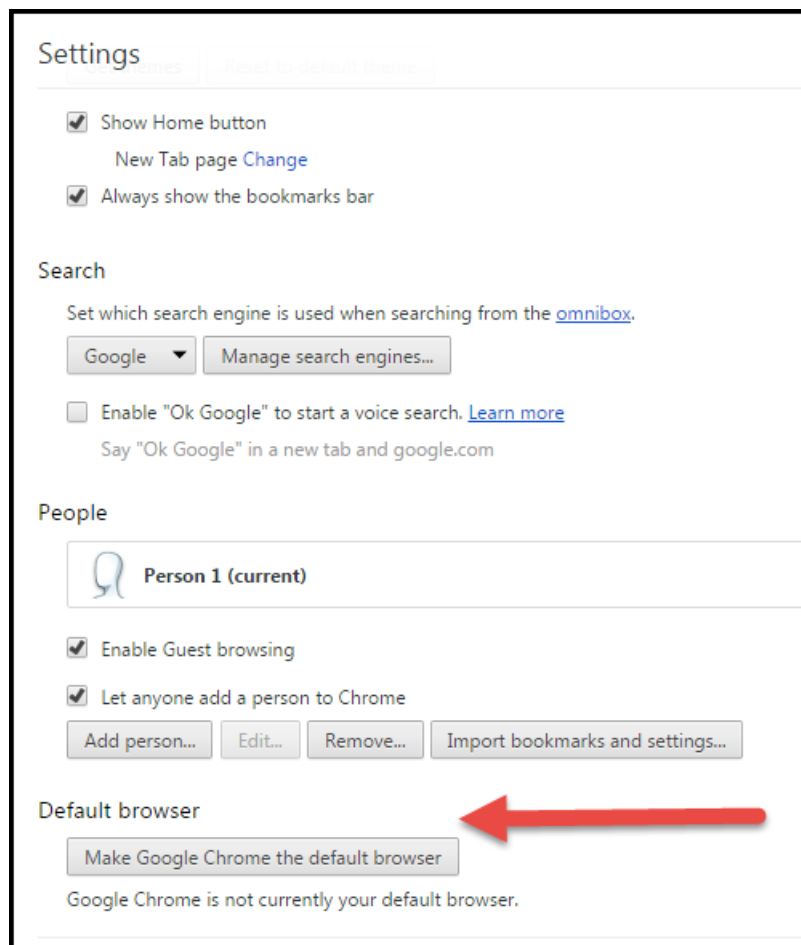 Settings
Reset to default theme
Show Home button
New Tab page Change
Always show the bookmarks bar
Search
Set which search engine is used when searching from the omnibox.
Google Manage search engines...
Enable "Ok Google" to start a voice search. Learn more
Say "Ok Google" in a new tab and google.com
People
Person 1 (current)
Enable Guest browsing
Let anyone add a person to Chrome
Add person... Edit... Remove... Import bookmarks and settings...
Default browser
Make Google Chrome the default browser
Google Chrome is not currently your default browser.